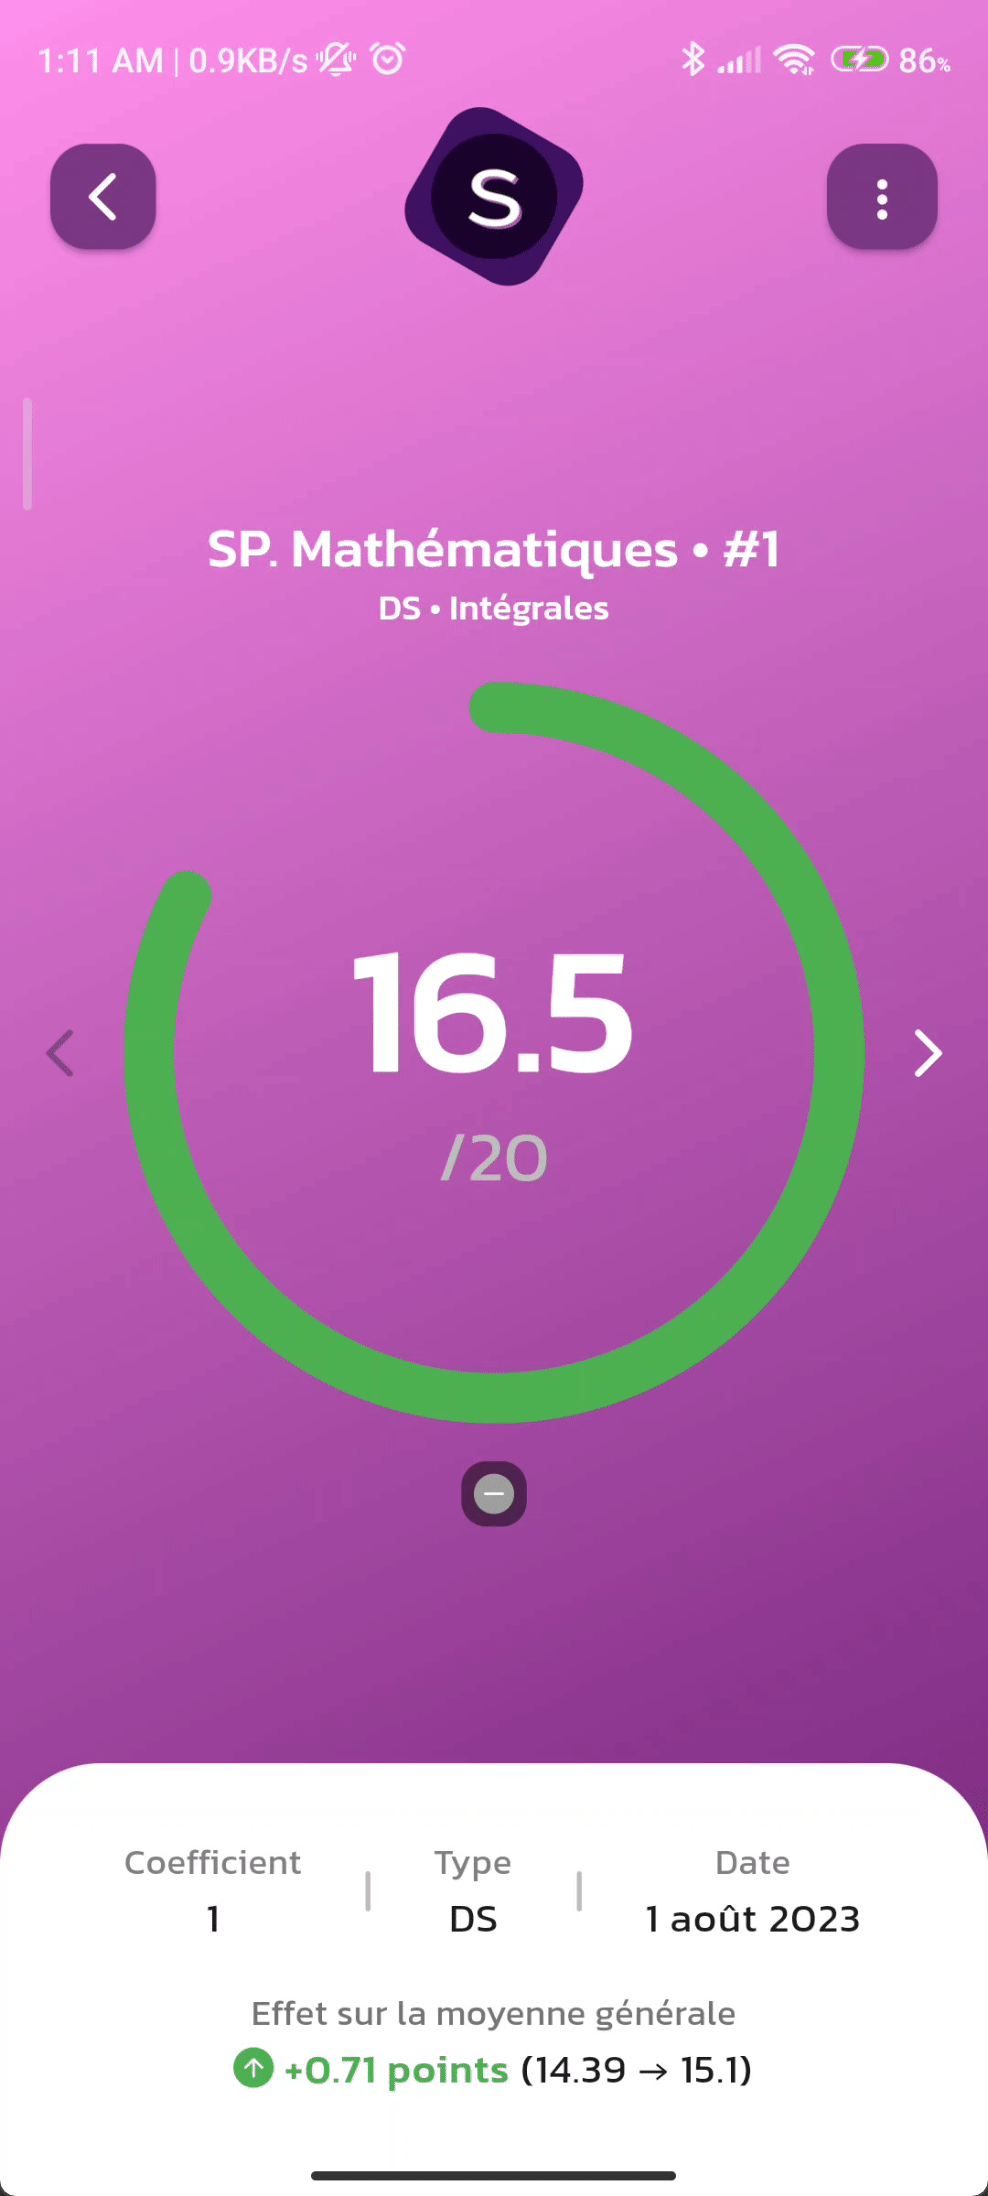 1:11 AM | 0.9KB/s 86%
S
SP. Mathématiques • #1
DS • Intégrales
16.5
/20
Coefficient Type Date
1 DS 1 août 2023
Effet sur la moyenne générale
+0.71 points (14.39 → 15.1)